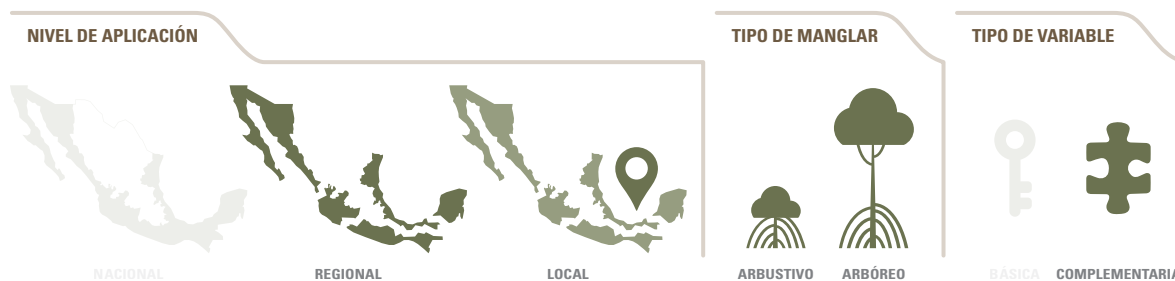 NIVEL DE APLICACIÓN
TIPO DE MANGLAR
TIPO DE VARIABLE
NACIONAL
REGIONAL
LOCAL
ARBUSTIVO
ARBÓREO
BÁSICA
COMPLEMENTARIA